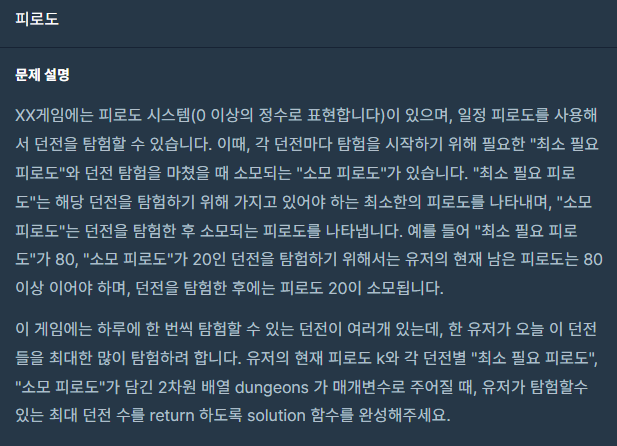 피로도
문제 설명
XX게임에는 피로도 시스템(0 이상의 정수로 표현합니다)이 있으며, 일정 피로도를 사용해
서 던전을 탐험할 수 있습니다. 이때, 각 던전마다 탐험을 시작하기 위해 필요한 "최소 필요
피로도"와 던전 탐험을 마쳤을 때 소모되는 "소모 피로도"가 있습니다. "최소 필요 피로
도"는 해당 던전을 탐험하기 위해 가지고 있어야 하는 최소한의 피로도를 나타내며, "소모
피로도"는 던전을 탐험한 후 소모되는 피로도를 나타냅니다. 예를 들어 "최소 필요 피로
도"가 80, "소모 피로도"가 20인 던전을 탐험하기 위해서는 유저의 현재 남은 피로도는 80
이상 이어야 하며, 던전을 탐험한 후에는 피로도 20이 소모됩니다.
이 게임에는 하루에 한 번씩 탐험할 수 있는 던전이 여러개 있는데, 한 유저가 오늘 이 던전
들을 최대한 많이 탐험하려 합니다. 유저의 현재 피로도 k와 각 던전별 "최소 필요 피로도",
"소모 피로도"가 담긴 2차원 배열 dungeons 가 매개변수로 주어질 때, 유저가 탐험할수
있는 최대 던전 수를 return 하도록 solution 함수를 완성해주세요.